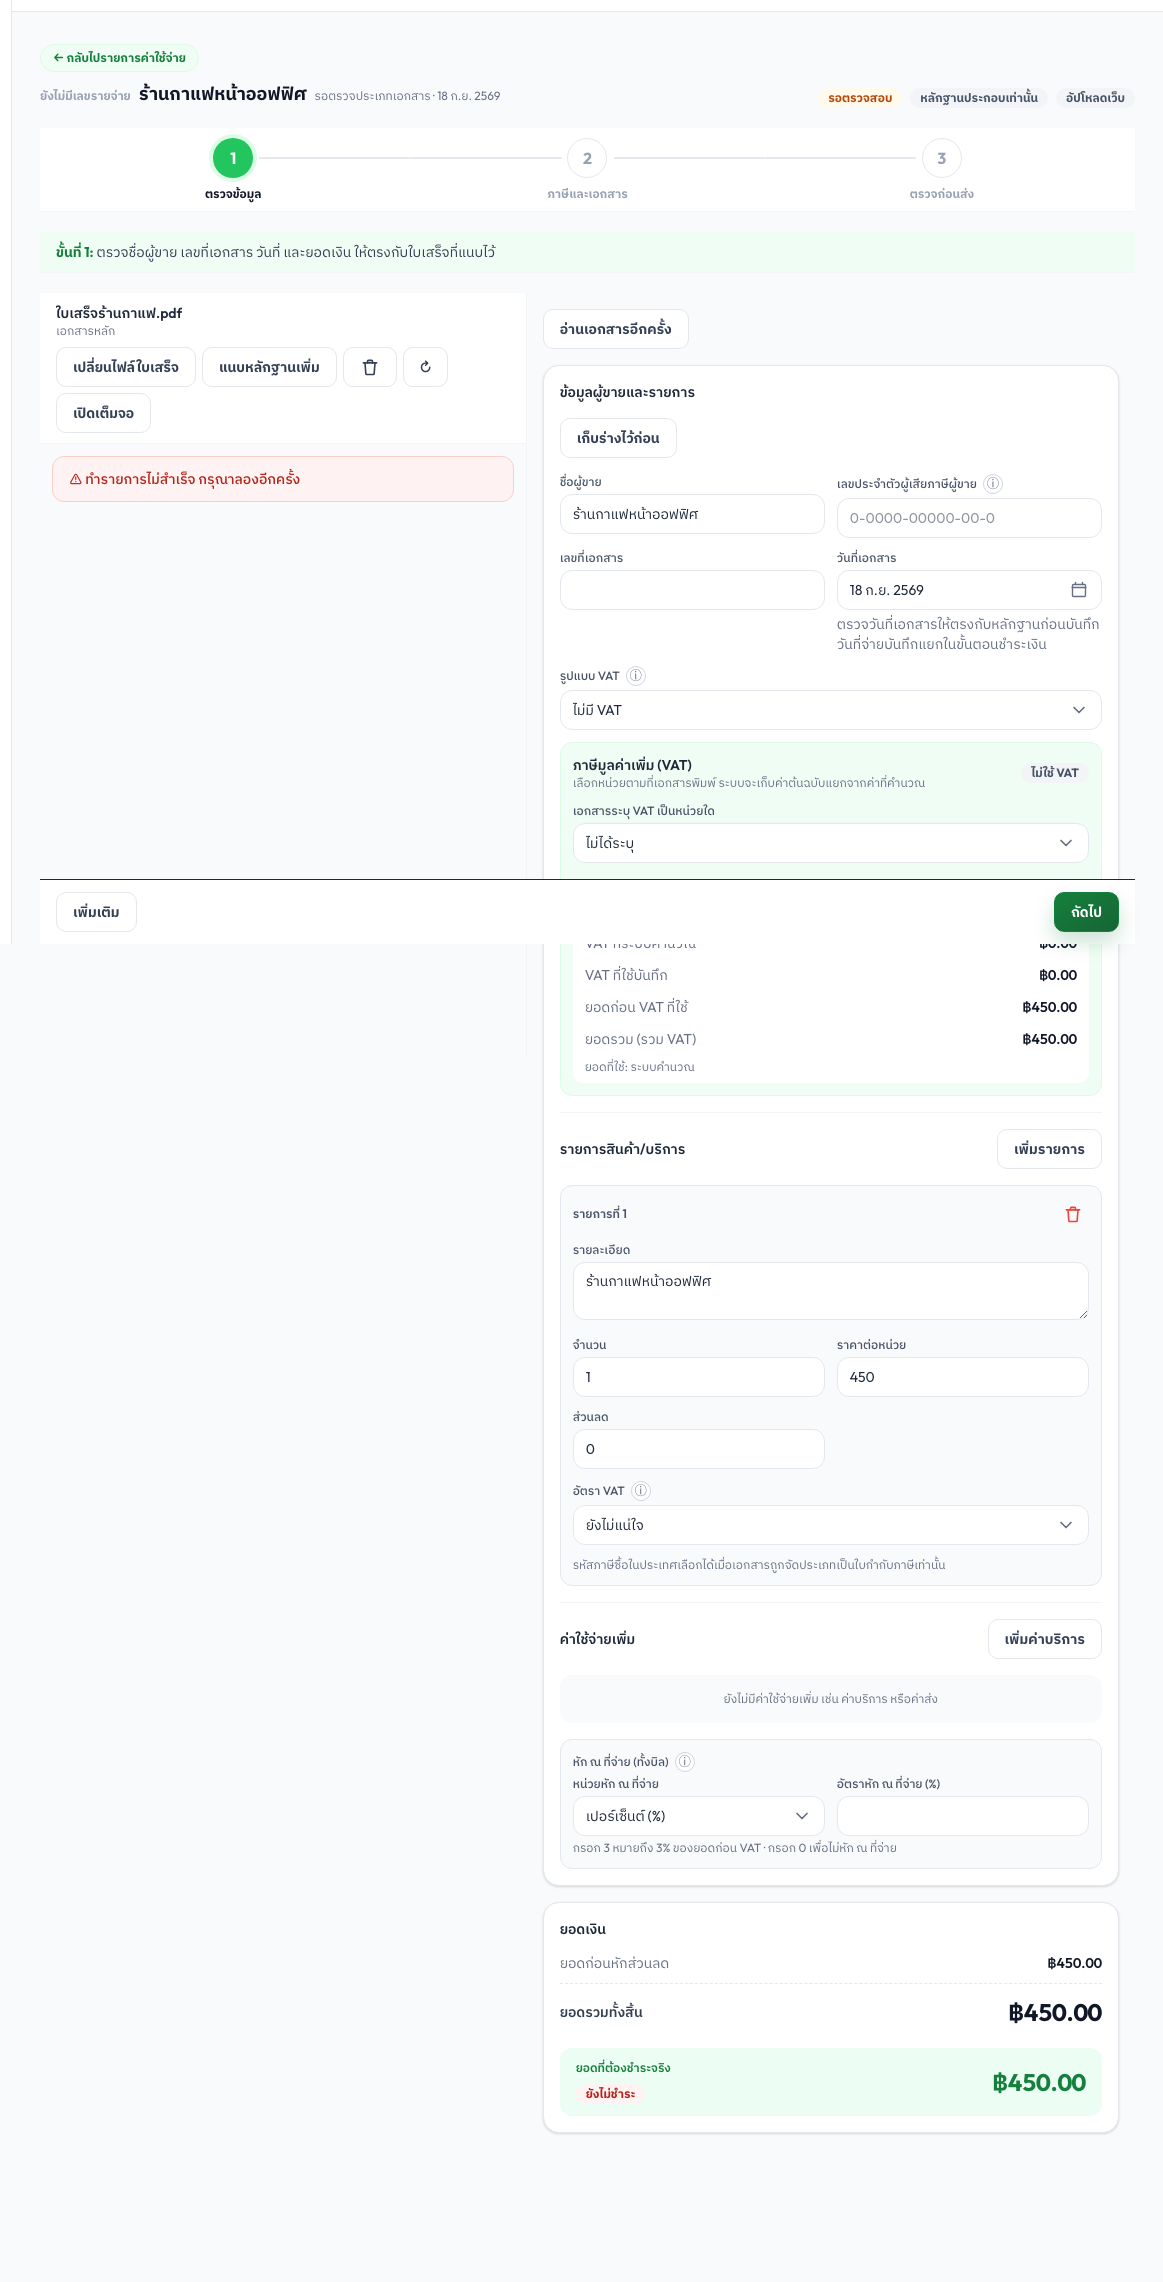 ← กลับไปรายการค่าใช้จ่าย
ยังไม่มีเลขรายจ่าย ร้านกาแฟหน้าออฟฟิศ รอตรวจประเภทเอกสาร · 18 ก.ย. 2569
รอตรวจสอบ หลักฐานประกอบเท่านั้น อัปโหลดเว็บ
1 2 3
ตรวจข้อมูล ภาษีและเอกสาร ตรวจก่อนส่ง
ขั้นที่ 1: ตรวจชื่อผู้ขาย เลขที่เอกสาร วันที่ และยอดเงิน ให้ตรงกับใบเสร็จที่แนบไว้
ใบเสร็จร้านกาแฟ.pdf
เอกสารหลัก
เปลี่ยนไฟล์ใบเสร็จ แนบหลักฐานเพิ่ม
เปิดเต็มจอ
ทำรายการไม่สำเร็จ กรุณาลองอีกครั้ง
อ่านเอกสารอีกครั้ง
ข้อมูลผู้ขายและรายการ
เก็บร่างไว้ก่อน
ชื่อผู้ขาย เลขประจำตัวผู้เสียภาษีผู้ขาย
ร้านกาแฟหน้าออฟฟิศ 0-0000-00000-00-0
เลขที่เอกสาร วันที่เอกสาร
18 ก.ย. 2569
ตรวจวันที่เอกสารให้ตรงกับหลักฐานก่อนบันทึก
วันที่จ่ายบันทึกแยกในขั้นตอนชำระเงิน
รูปแบบ VAT
ไม่มี VAT
ภาษีมูลค่าเพิ่ม (VAT) ไม่ใช้ VAT
เลือกหน่วยตามที่เอกสารพิมพ์ ระบบจะเก็บค่าต้นฉบับแยกจากค่าที่คำนวณ
เอกสารระบุ VAT เป็นหน่วยใด
ไม่ได้ระบุ
เพิ่มเติม ถัดไป
VAT ที่ระบบคำนวณ ฿0.00
VAT ที่ใช้บันทึก ฿0.00
ยอดก่อน VAT ที่ใช้ ฿450.00
ยอดรวม (รวม VAT) ฿450.00
ยอดที่ใช้: ระบบคำนวณ
รายการสินค้า/บริการ เพิ่มรายการ
รายการที่ 1
รายละเอียด
ร้านกาแฟหน้าออฟฟิศ
จำนวน ราคาต่อหน่วย
1 450
ส่วนลด
0
อัตรา VAT
ยังไม่แน่ใจ
รหัสภาษีซื้อในประเทศเลือกได้เมื่อเอกสารถูกจัดประเภทเป็นใบกำกับภาษีเท่านั้น
ค่าใช้จ่ายเพิ่ม เพิ่มค่าบริการ
ยังไม่มีค่าใช้จ่ายเพิ่ม เช่น ค่าบริการ หรือค่าส่ง
หัก ณ ที่จ่าย (ทั้งบิล)
หน่วยหัก ณ ที่จ่าย อัตราหัก ณ ที่จ่าย (%)
เปอร์เซ็นต์ (%)
กรอก 3 หมายถึง 3% ของยอดก่อน VAT · กรอก 0 เพื่อไม่หัก ณ ที่จ่าย
ยอดเงิน
ยอดก่อนหักส่วนลด ฿450.00
ยอดรวมทั้งสิ้น ฿450.00
ยอดที่ต้องชำระจริง ฿450.00
ยังไม่ชำระ